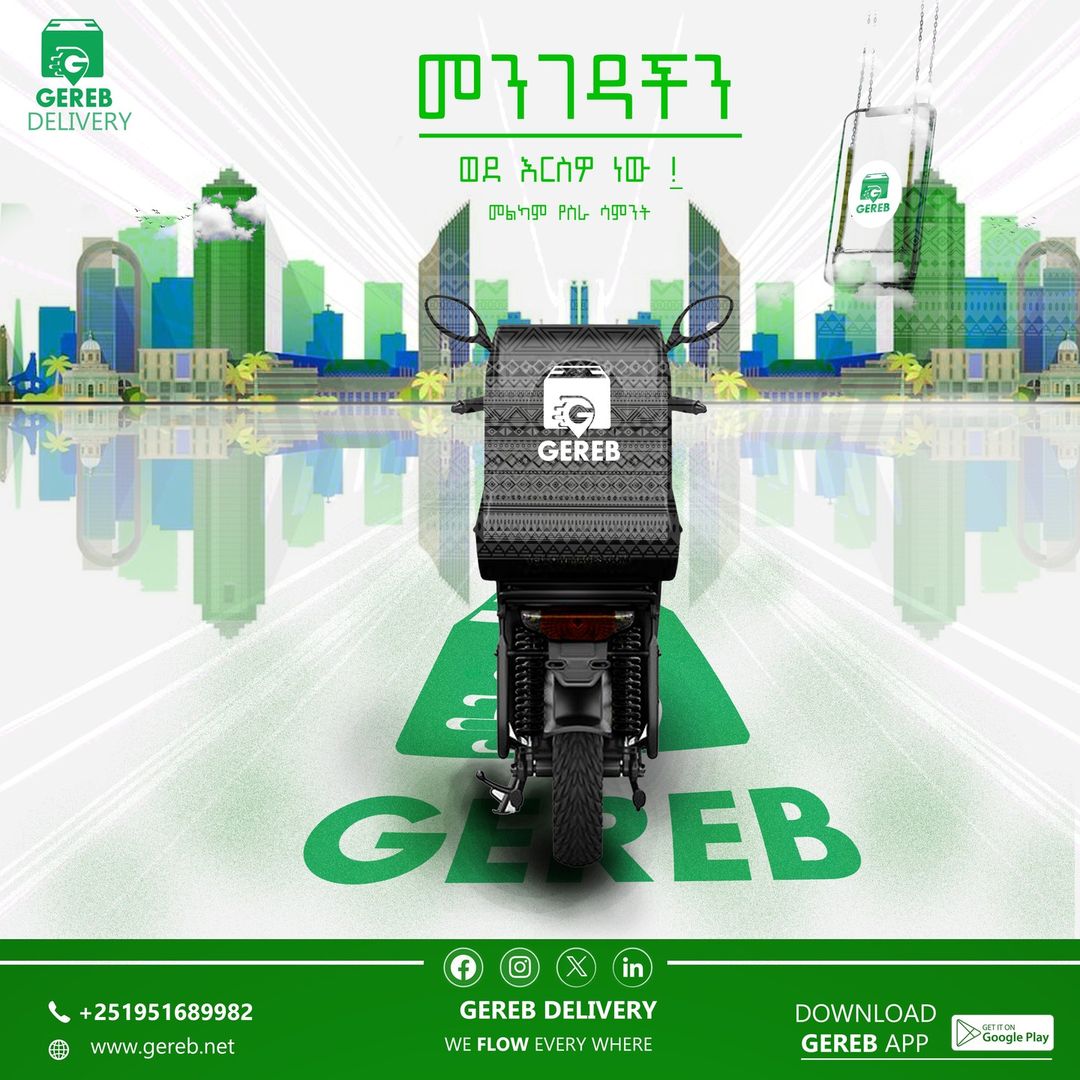 GEREB
DELIVERY
መንገዳችን
ወደ እርስዎ ነው !
መልካም የስራ ሳምንት
GEREB
GEREB
GEREB
+251951689982
www.gereb.net
GEREB DELIVERY
WE FLOW EVERY WHERE
DOWNLOAD
GEREB APP
GET IT ON
Google Play